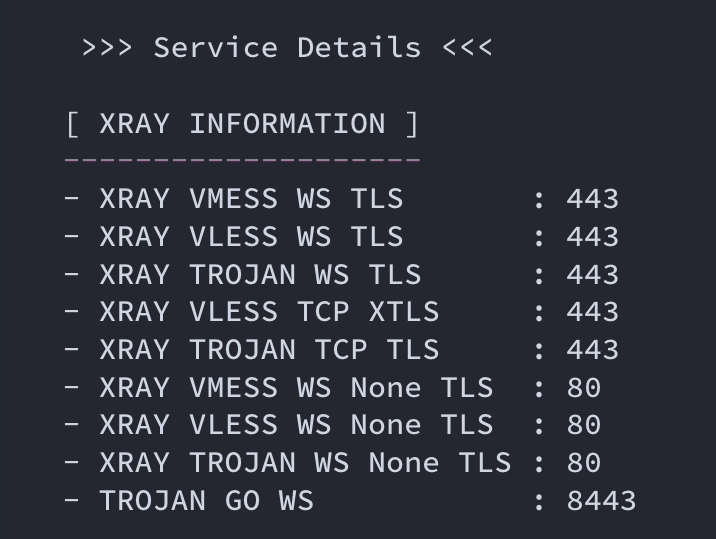 >>> Service Details <<<
[ XRAY INFORMATION ]
--------------------
- XRAY VMESS WS TLS : 443
- XRAY VLESS WS TLS : 443
- XRAY TROJAN WS TLS : 443
- XRAY VLESS TCP XTLS : 443
- XRAY TROJAN TCP TLS : 443
- XRAY VMESS WS None TLS : 80
- XRAY VLESS WS None TLS : 80
- XRAY TROJAN WS None TLS : 80
- TROJAN GO WS : 8443